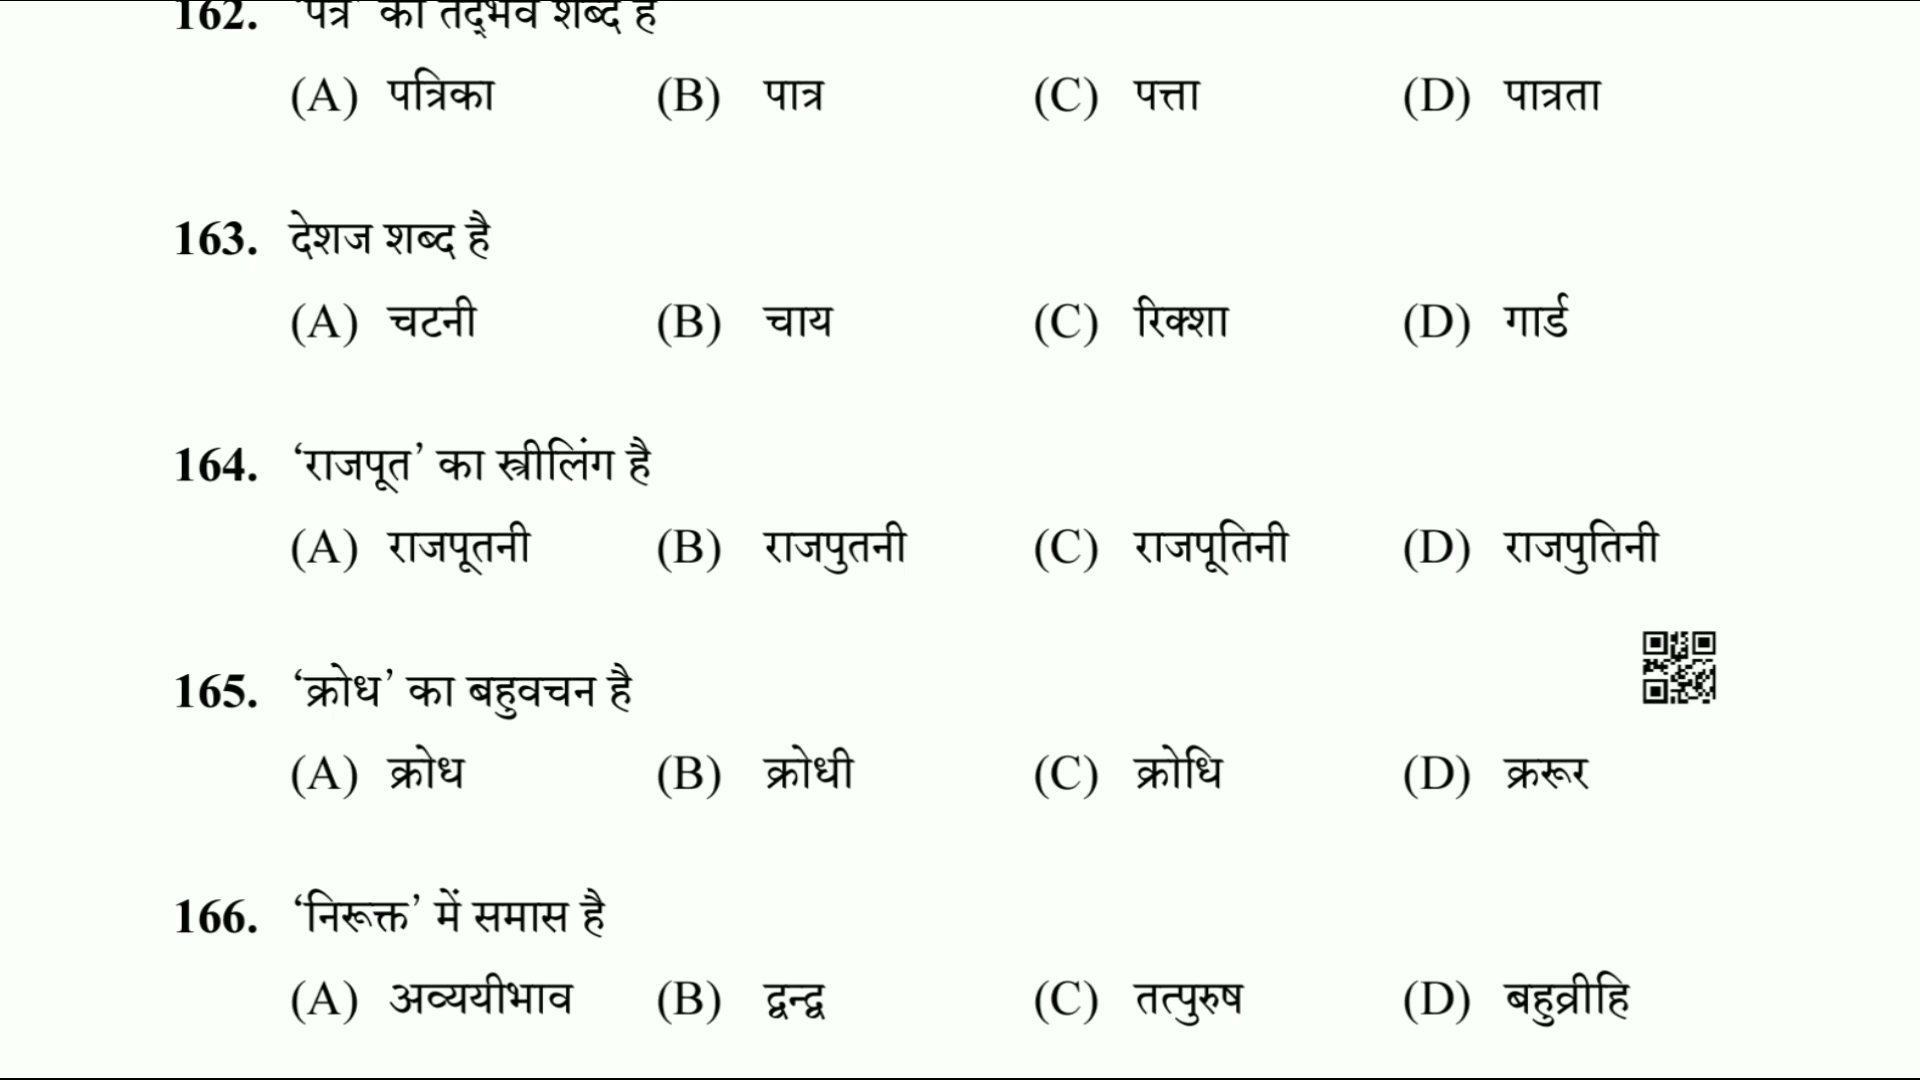 162. ‘पत्र’ का तद्भव शब्द है
(A) पत्रिका (B) पात्र (C) पत्ता (D) पात्रता
163. देशज शब्द है
(A) चटनी (B) चाय (C) रिक्शा (D) गार्ड
164. ‘राजपूत’ का स्त्रीलिंग है
(A) राजपूतनी (B) राजपुतनी (C) राजपूतिनी (D) राजपुतिनी
165. ‘क्रोध’ का बहुवचन है
(A) क्रोध (B) क्रोधी (C) क्रोधि (D) क्ररूर
166. ‘निरूक्त’ में समास है
(A) अव्ययीभाव (B) द्वन्द्व (C) तत्पुरुष (D) बहुव्रीहि